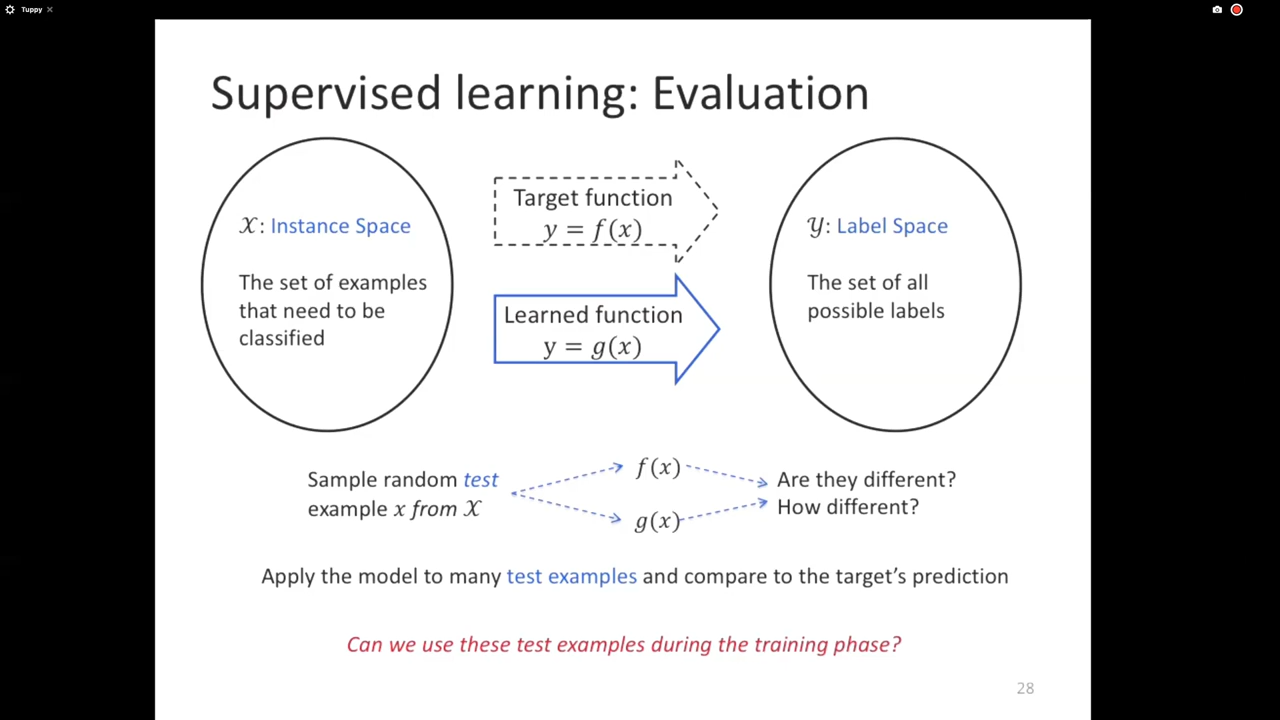 Tuppy
Supervised learning: Evaluation
𝒳: Instance Space
The set of examples
that need to be
classified
Target function
y = f(x)
Learned function
y = g(x)
𝒴: Label Space
The set of all
possible labels
Sample random test
example x from 𝒳
f(x)
g(x)
Are they different?
How different?
Apply the model to many test examples and compare to the target’s prediction
Can we use these test examples during the training phase?
28